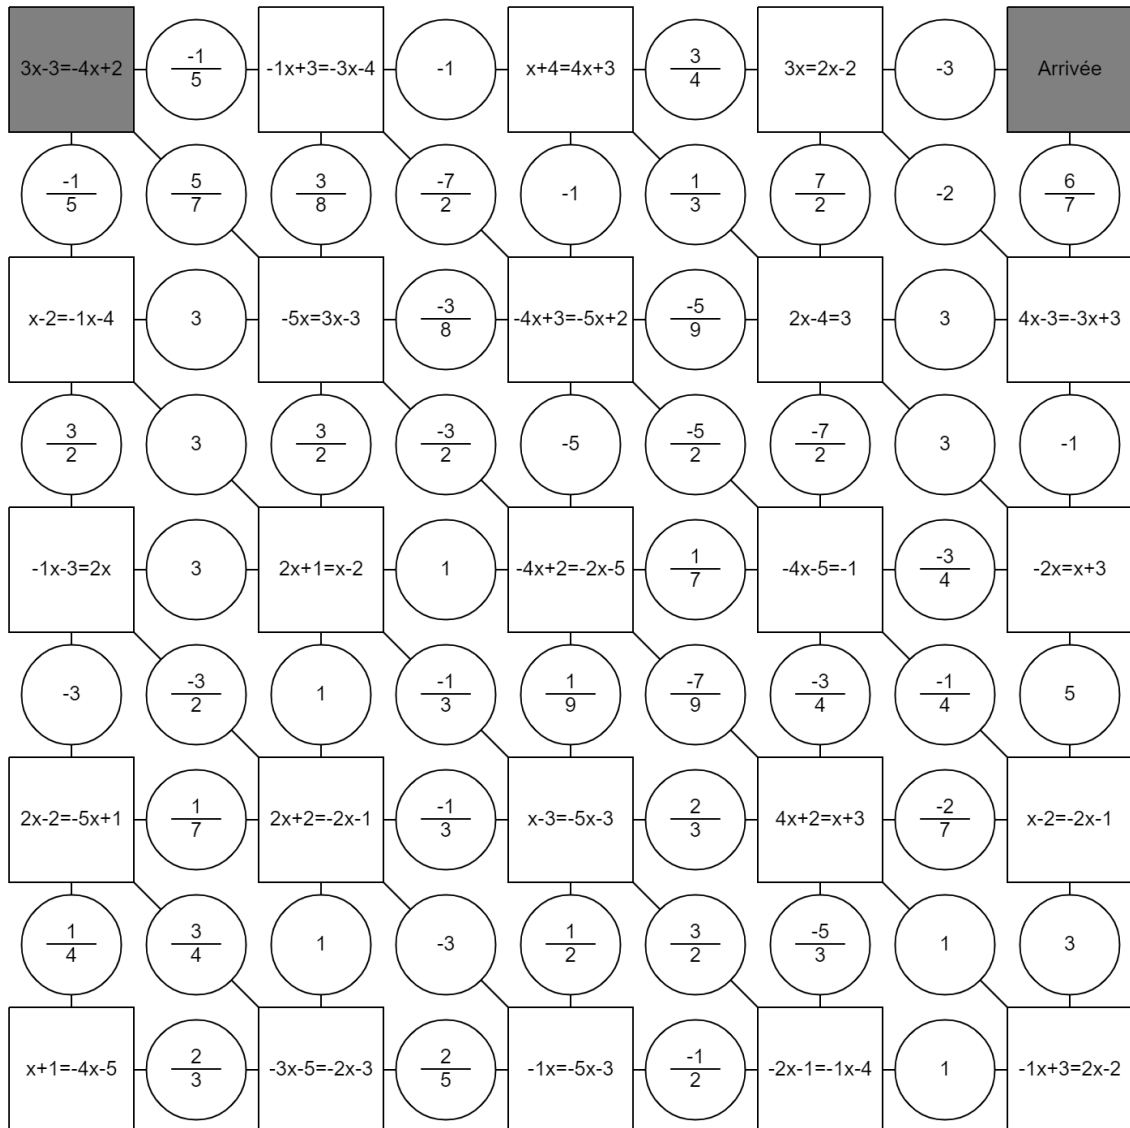 3x-3=-4x+2 -1/5 -1x+3=-3x-4 -1 x+4=4x+3 3/4 3x=2x-2 -3 Arrivée
-1/5 5/7 3/8 -7/2 -1 1/3 7/2 -2 6/7
x-2=-1x-4 3 -5x=3x-3 -3/8 -4x+3=-5x+2 -5/9 2x-4=3 3 4x-3=-3x+3
3/2 3 3/2 -3/2 -5 -5/2 -7/2 3 -1
-1x-3=2x 3 2x+1=x-2 1 -4x+2=-2x-5 1/7 -4x-5=-1 -3/4 -2x=x+3
-3 -3/2 1 -1/3 1/9 -7/9 -3/4 -1/4 5
2x-2=-5x+1 1/7 2x+2=-2x-1 -1/3 x-3=-5x-3 2/3 4x+2=x+3 -2/7 x-2=-2x-1
1/4 3/4 1 -3 1/2 3/2 -5/3 1 3
x+1=-4x-5 2/3 -3x-5=-2x-3 2/5 -1x=-5x-3 -1/2 -2x-1=-1x-4 1 -1x+3=2x-2